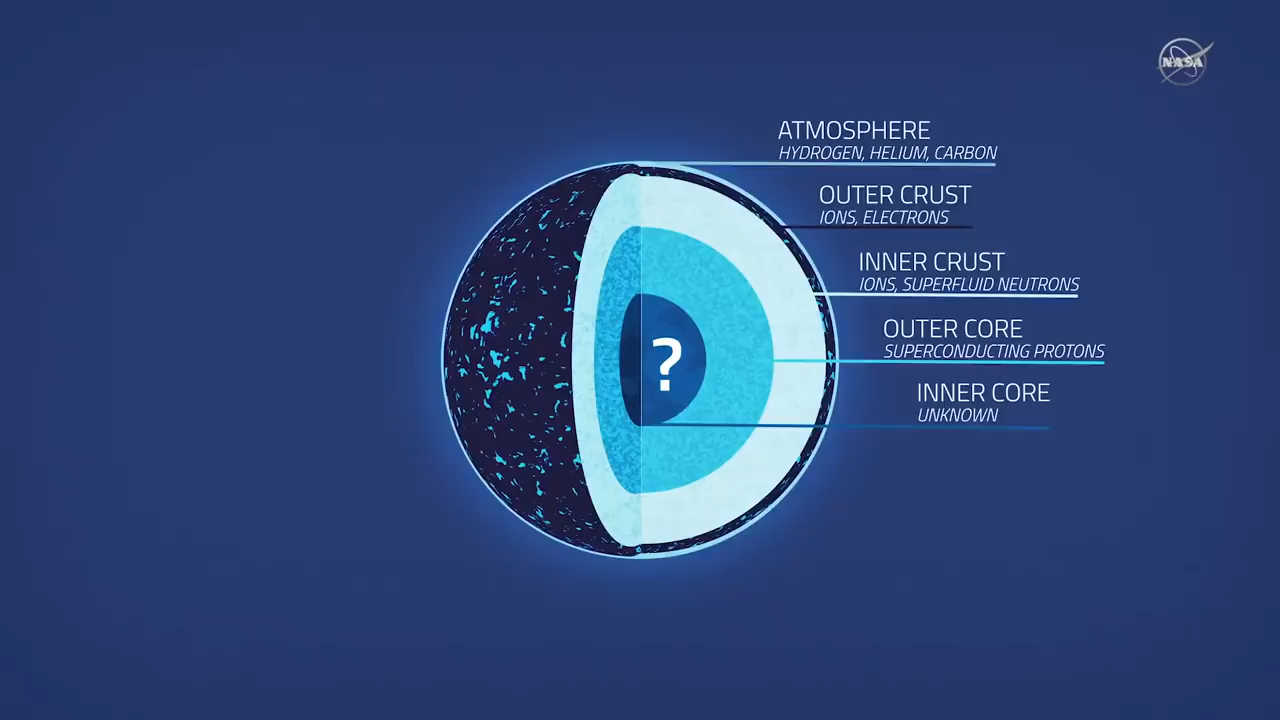 NASA
ATMOSPHERE
HYDROGEN, HELIUM, CARBON
OUTER CRUST
IONS, ELECTRONS
INNER CRUST
IONS, SUPERFLUID NEUTRONS
OUTER CORE
SUPERCONDUCTING PROTONS
?
INNER CORE
UNKNOWN